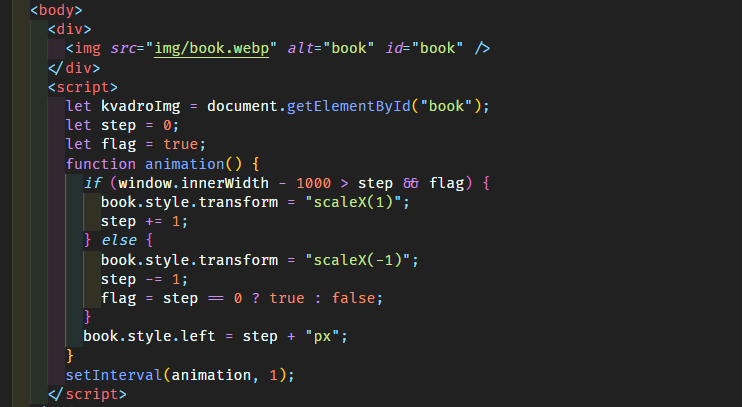 <body>
<div>
<img src="img/book.webp" alt="book" id="book" />
</div>
<script>
let kvadroImg = document.getElementById("book");
let step = 0;
let flag = true;
function animation() {
if (window.innerWidth - 1000 > step && flag) {
book.style.transform = "scaleX(1)";
step += 1;
} else {
book.style.transform = "scaleX(-1)";
step -= 1;
flag = step == 0 ? true : false;
}
book.style.left = step + "px";
}
setInterval(animation, 1);
</script>